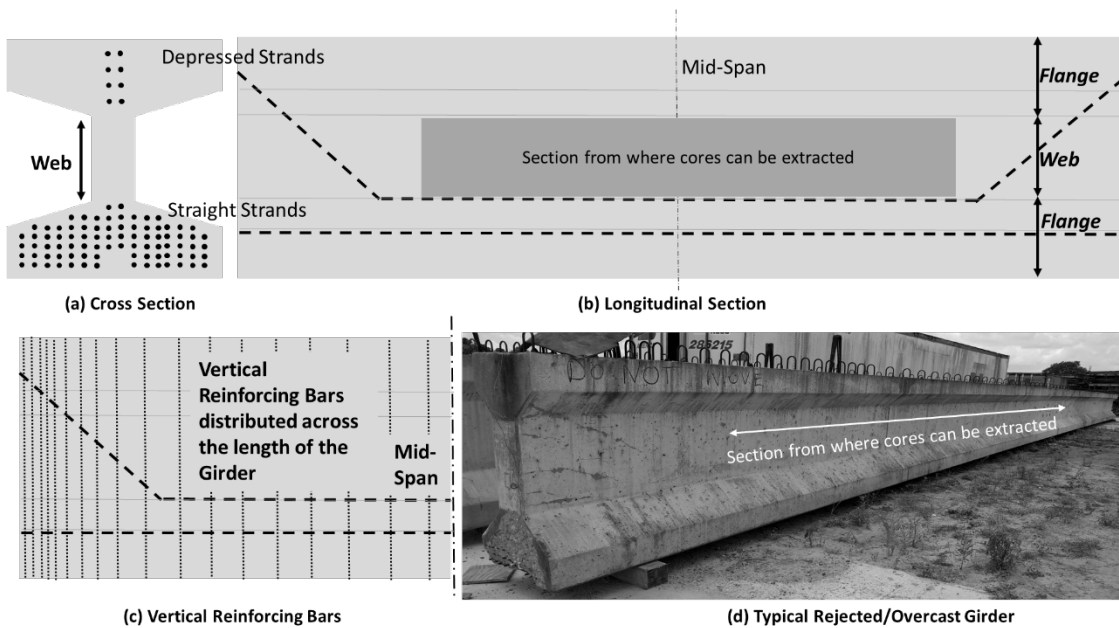 Depressed Strands
Web
Straight Strands
(a) Cross Section
Mid-Span
Flange
Section from where cores can be extracted
Web
Flange
(b) Longitudinal Section
Vertical
Reinforcing Bars
distributed across
the length of the
Girder
Mid-
Span
(c) Vertical Reinforcing Bars
286215
DO NOT MOVE
Section from where cores can be extracted
(d) Typical Rejected/Overcast Girder